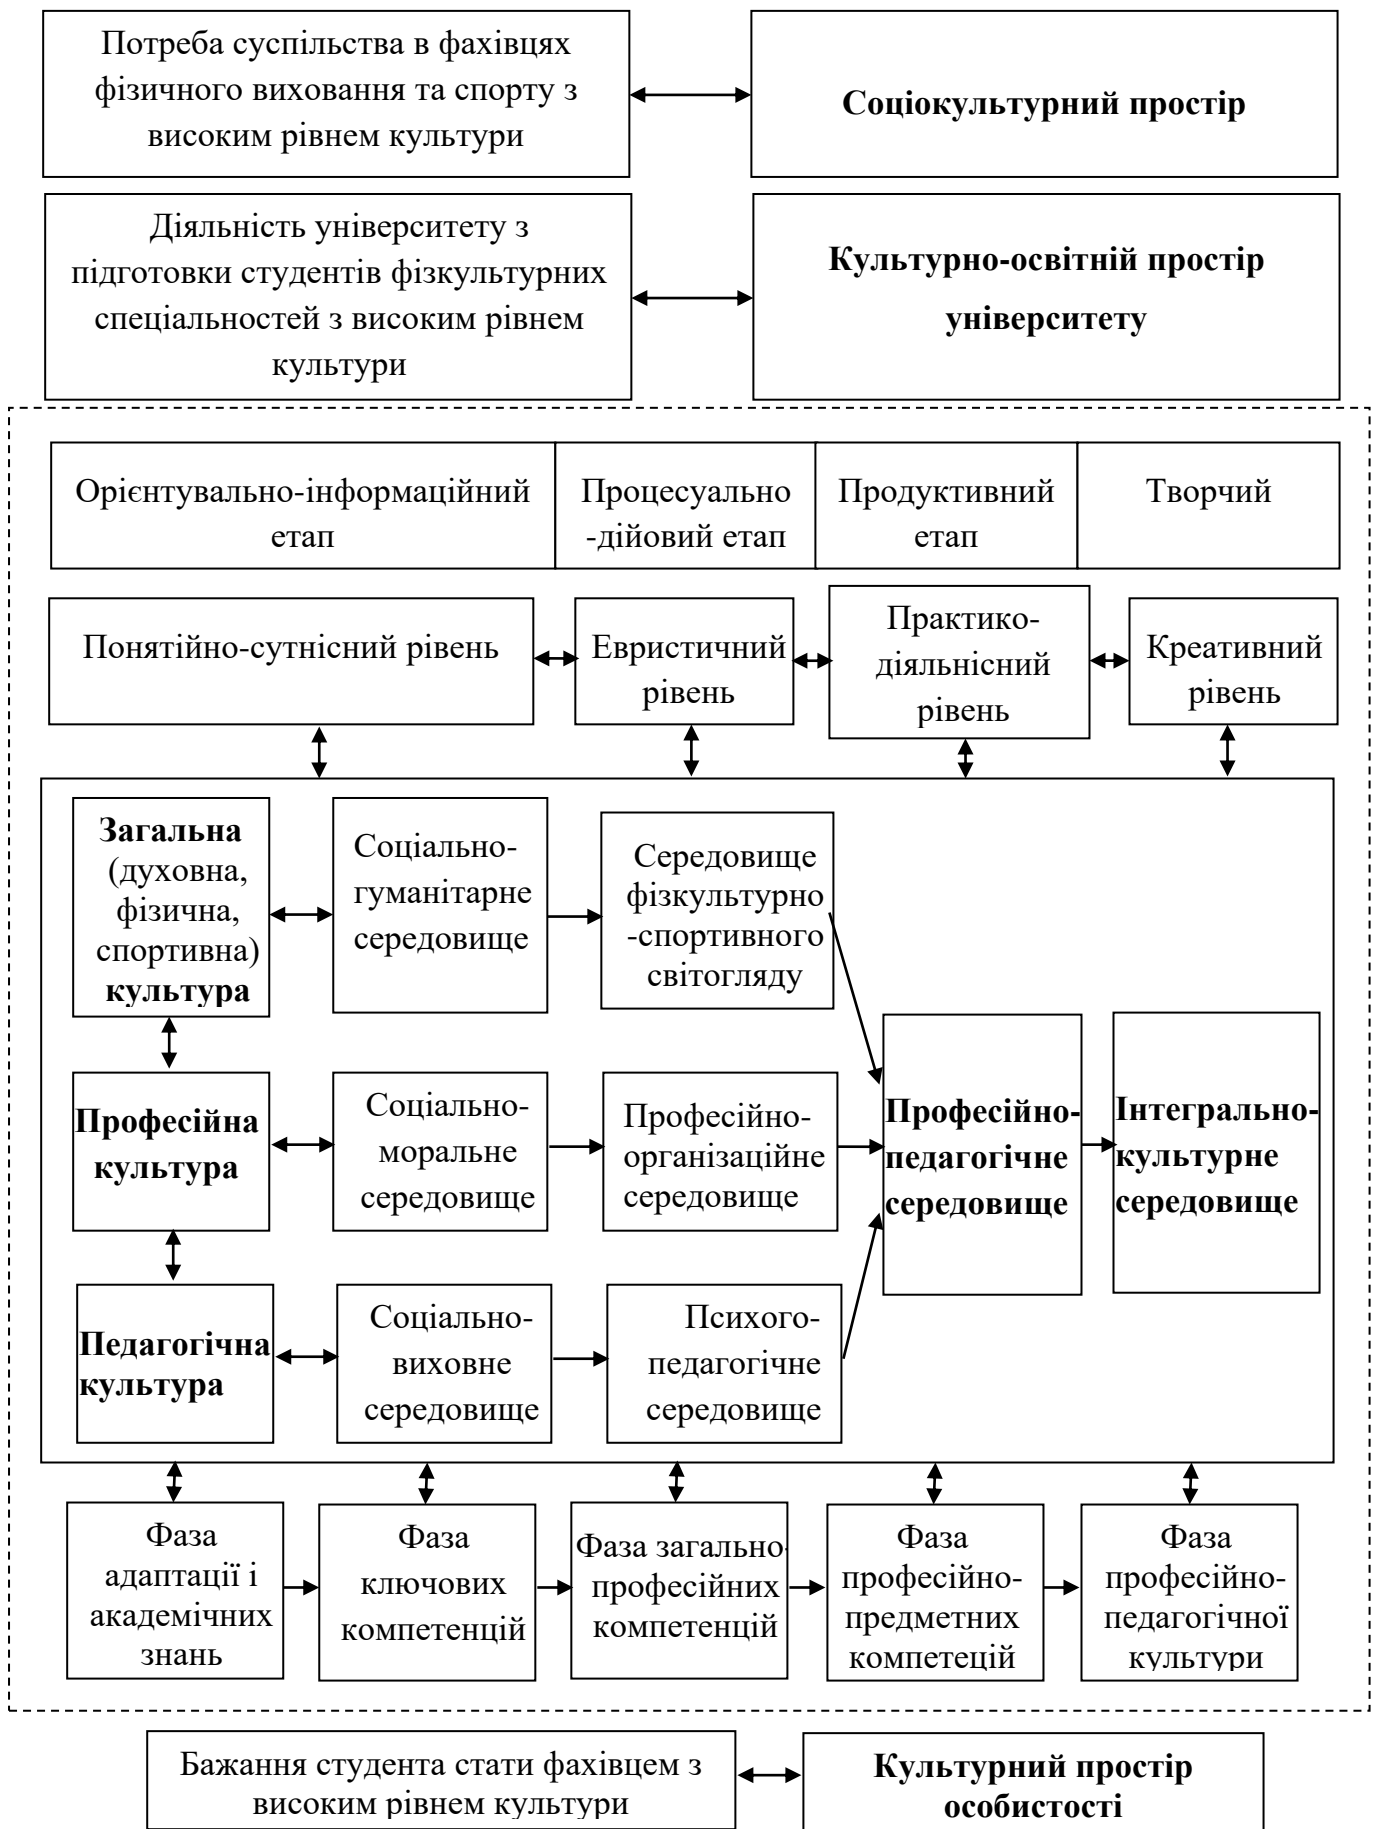 Потреба суспільства в фахівцях
фізичного виховання та спорту з
високим рівнем культури
Соціокультурний простір
Діяльність університету з
підготовки студентів фізкультурних
спеціальностей з високим рівнем
культури
Культурно-освітній простір
університету
Орієнтувально-інформаційний
етап
Процесуально
-дійовий етап
Продуктивний
етап
Творчий
Понятійно-сутнісний рівень
Евристичний
рівень
Практико-
діяльнісний
рівень
Креативний
рівень
Загальна
(духовна,
фізична,
спортивна)
культура
Соціально-
гуманітарне
середовище
Середовище
фізкультурно
-спортивного
світогляду
Професійна
культура
Соціально-
моральне
середовище
Професійно-
організаційне
середовище
Професійно-
педагогічне
середовище
Інтегрально-
культурне
середовище
Педагогічна
культура
Соціально-
виховне
середовище
Психого-
педагогічне
середовище
Фаза
адаптації і
академічних
знань
Фаза
ключових
компетенцій
Фаза загально-
професійних
компетенцій
Фаза
професійно-
предметних
компетецій
Фаза
професійно-
педагогічної
культури
Бажання студента стати фахівцем з
високим рівнем культури
Культурний простір
особистості